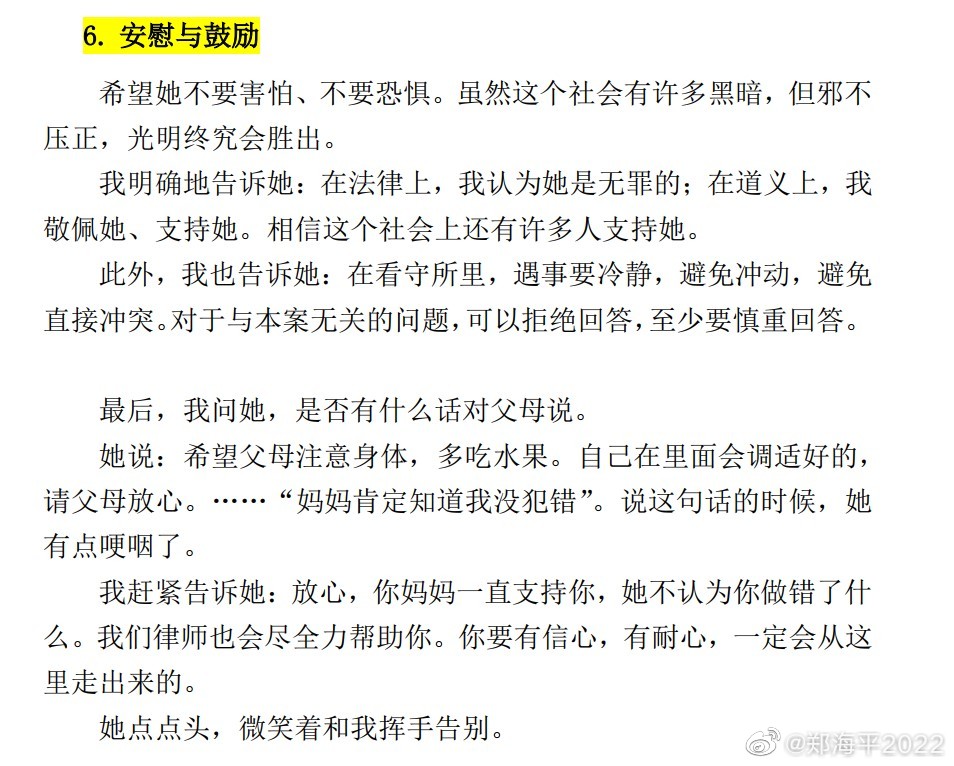 6. 安慰与鼓励
希望她不要害怕、不要恐惧。虽然这个社会有许多黑暗，但邪不
压正，光明终究会胜出。
我明确地告诉她：在法律上，我认为她是无罪的；在道义上，我
敬佩她、支持她。相信这个社会上还有许多人支持她。
此外，我也告诉她：在看守所里，遇事要冷静，避免冲动，避免
直接冲突。对于与本案无关的问题，可以拒绝回答，至少要慎重回答。
最后，我问她，是否有什么话对父母说。
她说：希望父母注意身体，多吃水果。自己在里面会调适好的，
请父母放心。……“妈妈肯定知道我没犯错”。说这句话的时候，她
有点哽咽了。
我赶紧告诉她：放心，你妈妈一直支持你，她不认为你做错了什
么。我们律师也会尽全力帮助你。你要有信心，有耐心，一定会从这
里走出来的。
她点点头，微笑着和我挥手告别。
@郑海平2022